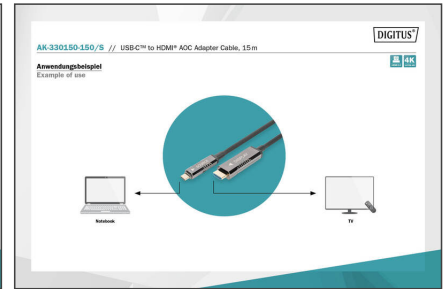 DIGITUS®
AK-330150-150/S // USB-C™ to HDMI® AOC Adapter Cable, 15 m
Anwendungsbeispiel
Example of use
4K
Notebook
TV